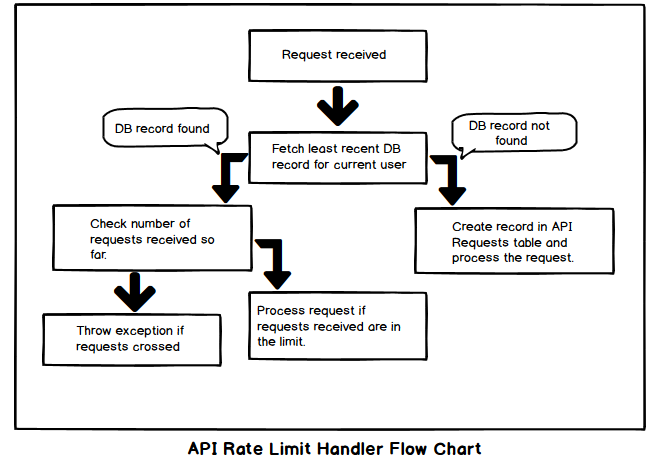 Request received
DB record found
DB record not
found
Fetch least recent DB
record for current user
Check number of
requests received so
far.
Create record in API
Requests table and
process the request.
Process request if
requests received are in
the limit.
Throw exception if
requests crossed
API Rate Limit Handler Flow Chart